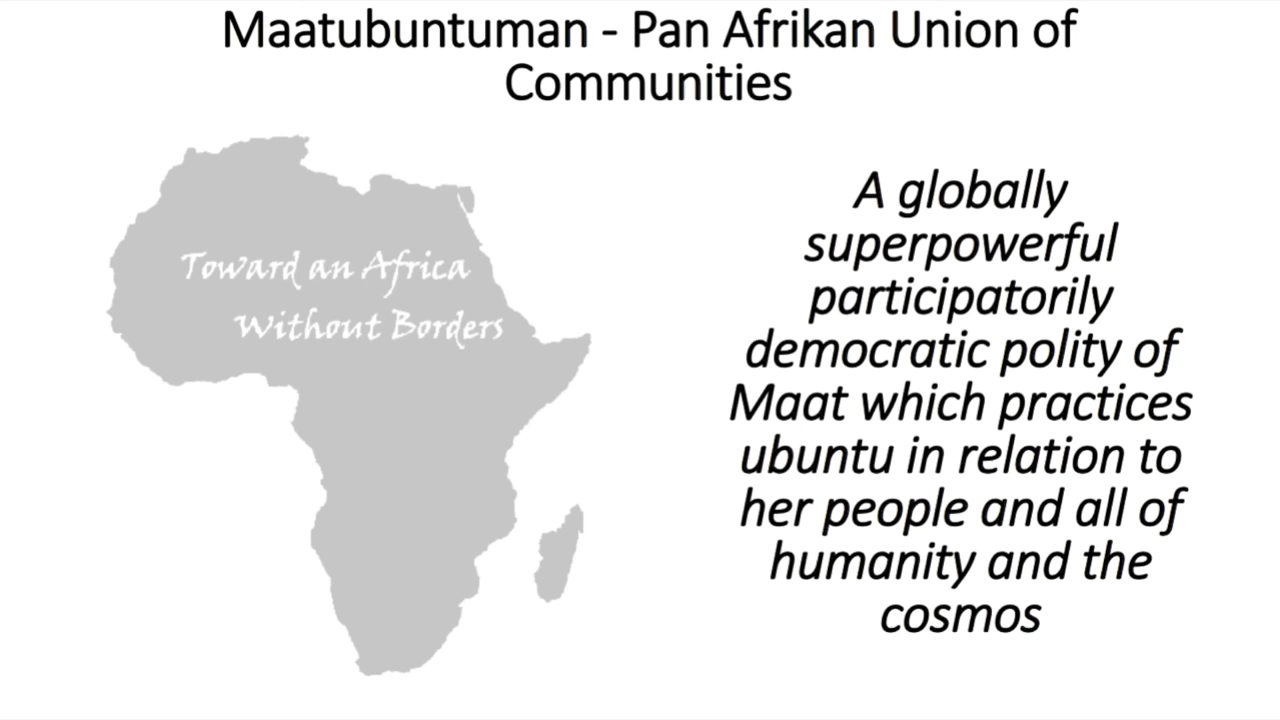 Maatubuntuman - Pan Afrikan Union of
Communities
Toward an Africa
Without Borders
A globally
superpowerful
participatorily
democratic polity of
Maat which practices
ubuntu in relation to
her people and all of
humanity and the
cosmos